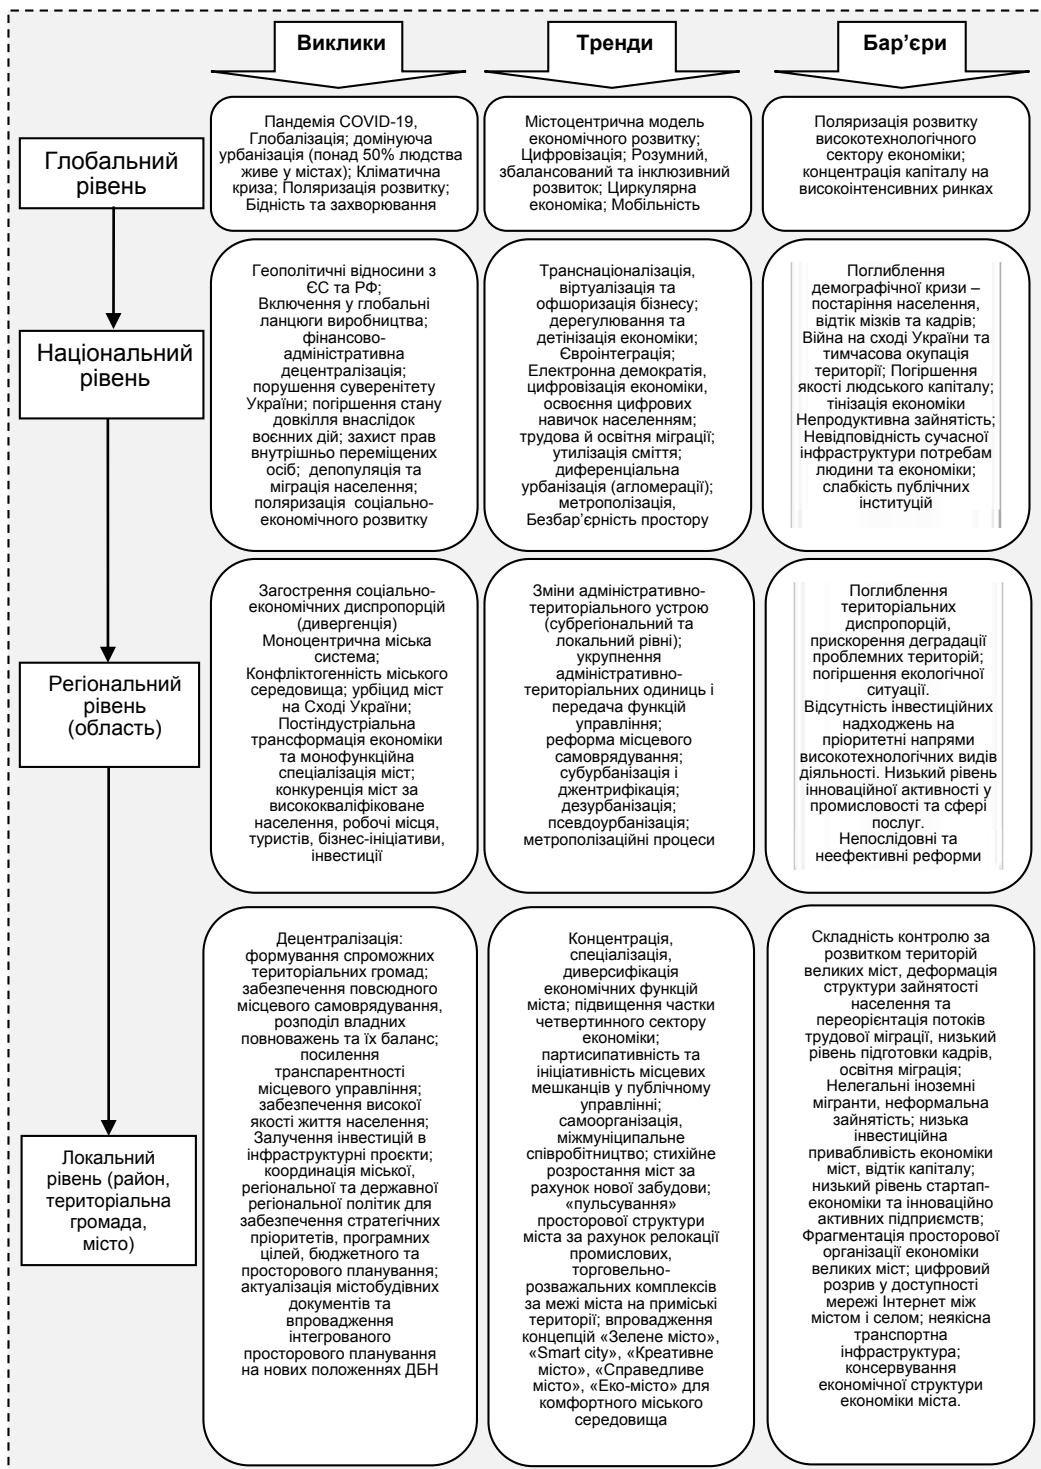 Виклики
Тренди
Бар’єри
Глобальний
рівень
Пандемія COVID-19,
Глобалізація; домінуюча
урбанізація (понад 50% людства
живе у містах); Кліматична
криза; Поляризація розвитку;
Бідність та захворювання
Містоцентрична модель
економічного розвитку;
Цифровізація; Розумний,
збалансований та інклюзивний
розвиток; Циркулярна
економіка; Мобільність
Поляризація розвитку
високотехнологічного
сектору економіки;
концентрація капіталу на
високоінтенсивних ринках
Національний
рівень
Геополітичні відносини з
ЄС та РФ;
Включення у глобальні
ланцюги виробництва;
фінансово-
адміністративна
децентралізація;
порушення суверенітету
України; погіршення стану
довкілля внаслідок
воєнних дій; захист прав
внутрішньо переміщених
осіб; депопуляція та
міграція населення;
поляризація соціально-
економічного розвитку
Транснаціоналізація,
віртуалізація та
офшоризація бізнесу;
дерегулювання та
детінізація економіки;
Євроінтеграція;
Електронна демократія,
цифровізація економіки,
освоєння цифрових
навичок населенням;
трудова й освітня міграції;
утилізація сміття;
диференціальна
урбанізація (агломерації);
метрополізація,
Безбар’єрність простору
Поглиблення
демографічної кризи –
постаріння населення,
відтік мізків та кадрів;
Війна на сході України та
тимчасова окупація
території; Погіршення
якості людського капіталу;
тінізація економіки
Непродуктивна зайнятість;
Невідповідність сучасної
інфраструктури потребам
людини та економіки;
слабкість публічних
інституцій
Регіональний
рівень
(область)
Загострення соціально-
економічних диспропорцій
(дивергенція)
Моноцентрична міська
система;
Конфліктогенність міського
середовища; урбіцид міст
на Сході України;
Постіндустріальна
трансформація економіки
та монофункційна
спеціалізація міст;
конкуренція міст за
висококваліфіковане
населення, робочі місця,
туристів, бізнес-ініціативи,
інвестиції
Зміни адміністративно-
територіального устрою
(субрегіональний та
локальний рівні);
укрупнення
адміністративно-
територіальних одиниць і
передача функцій
управління;
реформа місцевого
самоврядування;
субурбанізація і
джентрифікація;
дезурбанізація;
псевдоурбанізація;
метрополізаційні процеси
Поглиблення
територіальних
диспропорцій,
прискорення деградації
проблемних територій;
погіршення екологічної
ситуації.
Відсутність інвестиційних
надходжень на
пріоритетні напрями
високотехнологічних видів
діяльності. Низький рівень
інноваційної активності у
промисловості та сфері
послуг.
Непослідовні та
неефективні реформи
Локальний
рівень (район,
територіальна
громада,
місто)
Децентралізація:
формування спроможних
територіальних громад;
забезпечення повсюдного
місцевого самоврядування,
розподіл владних
повноважень та їх баланс;
посилення
транспарентності
місцевого управління;
забезпечення високої
якості життя населення;
Залучення інвестицій в
інфраструктурні проєкти;
координація міської,
регіональної та державної
регіональної політик для
забезпечення стратегічних
пріоритетів, програмних
цілей, бюджетного та
просторового планування;
актуалізація містобудівних
документів та
впровадження
інтегрованого
просторового планування
на нових положеннях ДБН
Концентрація,
спеціалізація,
диверсифікація
економічних функцій
міста; підвищення частки
четвертинного сектору
економіки;
партисипативність та
ініціативність місцевих
мешканців у публічному
управлінні;
самоорганізація,
міжмуніципальне
співробітництво; стихійне
розростання міст за
рахунок нової забудови;
«пульсування»
просторової структури
міста за рахунок релокації
промислових,
торговельно-
розважальних комплексів
за межі міста на приміські
території; впровадження
концепцій «Зелене місто»,
«Smart city», «Креативне
місто», «Справедливе
місто», «Еко-місто» для
комфортного міського
середовища
Складність контролю за
розвитком територій
великих міст, деформація
структури зайнятості
населення та
переорієнтація потоків
трудової міграції, низький
рівень підготовки кадрів,
освітня міграція;
Нелегальні іноземні
мігранти, неформальна
зайнятість; низька
інвестиційна
привабливість економіки
міст, відтік капіталу;
низький рівень стартап-
економіки та інноваційно
активних підприємств;
Фрагментація просторової
організації економіки
великих міст; цифровий
розрив у доступності
мережі Інтернет між
містом і селом; неякісна
транспортна
інфраструктура;
консервування
економічної структури
економіки міста.